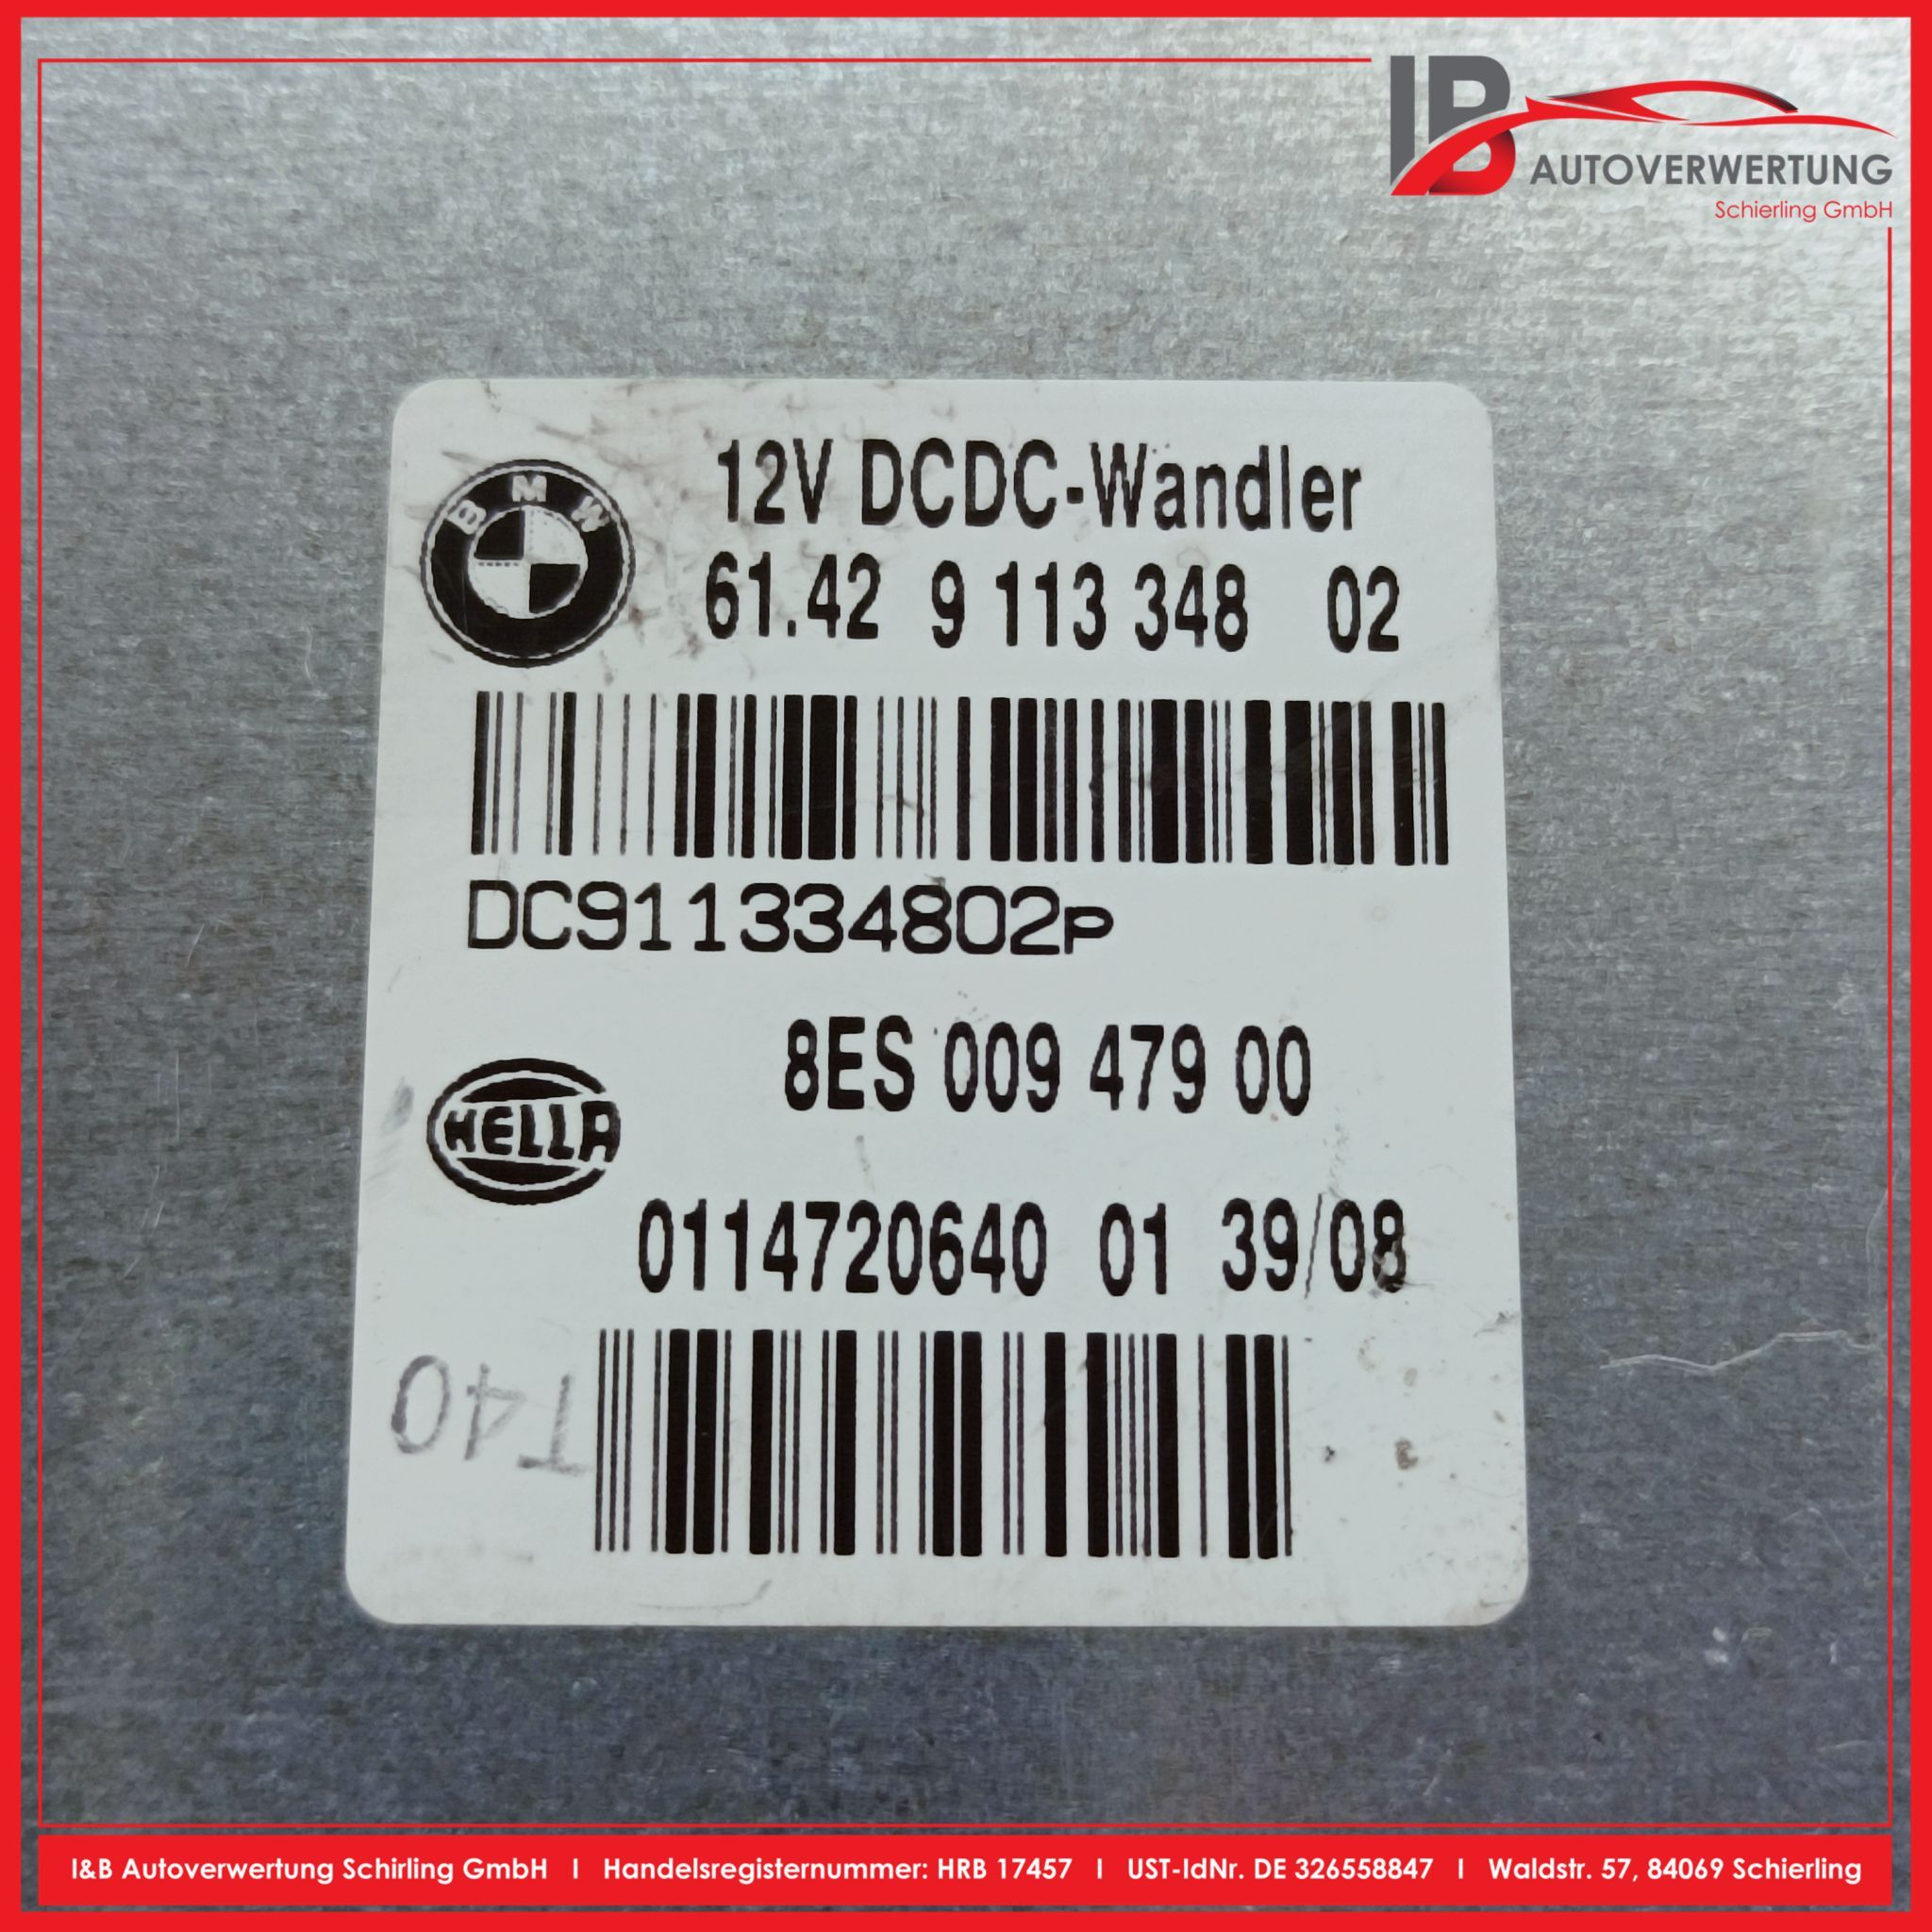 IB
AUTOVERWERTUNG
Schierling GmbH
BMW
12V DCDC-Wandler
61.42 9 113 348 02
DC911334802P
8ES 009 479 00
HELLA
0114720640 01 39/08
T40
I&B Autoverwertung Schirling GmbH I Handelsregisternummer: HRB 17457 I UST-IdNr. DE 326558847 I Waldstr. 57, 84069 Schierling